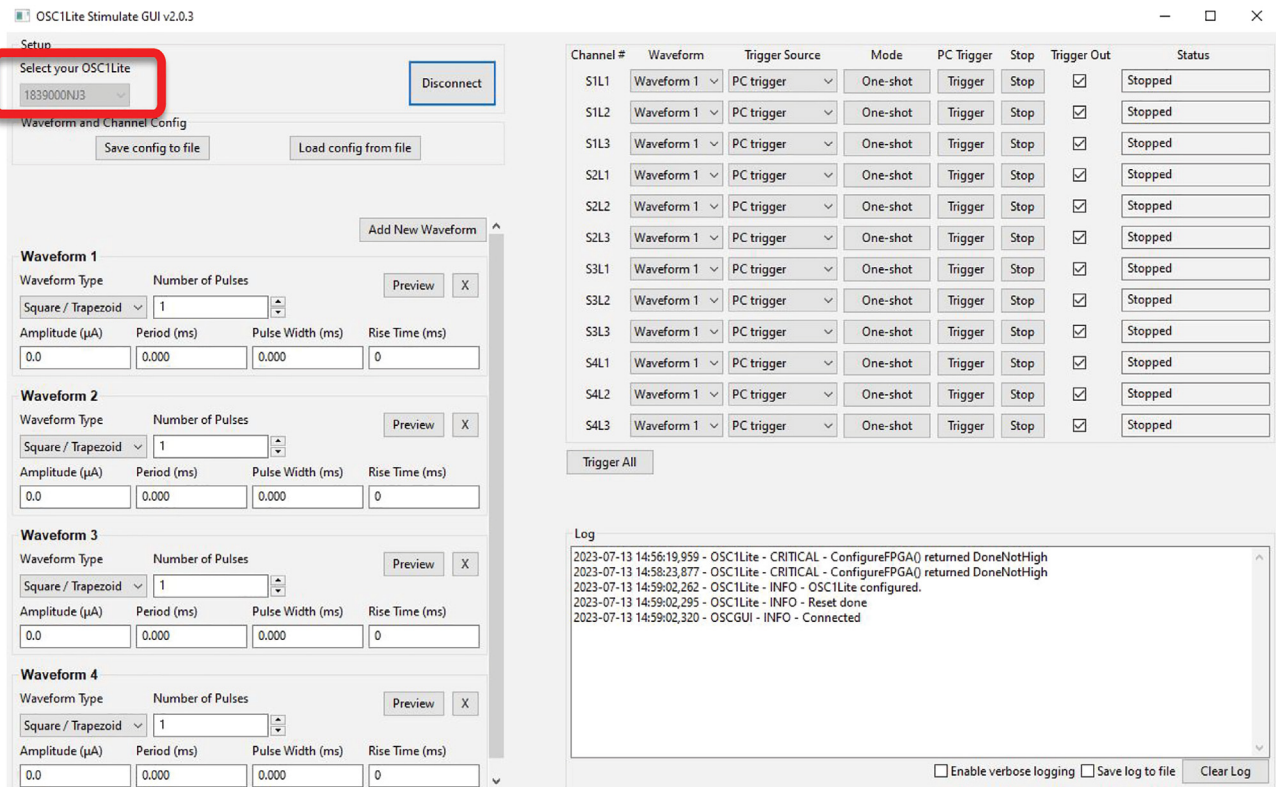 OSC1Lite Stimulate GUI v2.0.3
Setup
Select your OSC1Lite
1839000NJ3
Disconnect
Waveform and Channel Config
Save config to file Load config from file
Add New Waveform
Waveform 1
Waveform Type Number of Pulses
Preview X
Square / Trapezoid 1
Amplitude (µA) Period (ms) Pulse Width (ms) Rise Time (ms)
0.0 0.000 0.000 0
Waveform 2
Waveform Type Number of Pulses
Preview X
Square / Trapezoid 1
Amplitude (µA) Period (ms) Pulse Width (ms) Rise Time (ms)
0.0 0.000 0.000 0
Waveform 3
Waveform Type Number of Pulses
Preview X
Square / Trapezoid 1
Amplitude (µA) Period (ms) Pulse Width (ms) Rise Time (ms)
0.0 0.000 0.000 0
Waveform 4
Waveform Type Number of Pulses
Preview X
Square / Trapezoid 1
Amplitude (µA) Period (ms) Pulse Width (ms) Rise Time (ms)
0.0 0.000 0.000 0
Channel # Waveform Trigger Source Mode PC Trigger Stop Trigger Out Status
S1L1 Waveform 1 PC trigger One-shot Trigger Stop Stopped
S1L2 Waveform 1 PC trigger One-shot Trigger Stop Stopped
S1L3 Waveform 1 PC trigger One-shot Trigger Stop Stopped
S2L1 Waveform 1 PC trigger One-shot Trigger Stop Stopped
S2L2 Waveform 1 PC trigger One-shot Trigger Stop Stopped
S2L3 Waveform 1 PC trigger One-shot Trigger Stop Stopped
S3L1 Waveform 1 PC trigger One-shot Trigger Stop Stopped
S3L2 Waveform 1 PC trigger One-shot Trigger Stop Stopped
S3L3 Waveform 1 PC trigger One-shot Trigger Stop Stopped
S4L1 Waveform 1 PC trigger One-shot Trigger Stop Stopped
S4L2 Waveform 1 PC trigger One-shot Trigger Stop Stopped
S4L3 Waveform 1 PC trigger One-shot Trigger Stop Stopped
Trigger All
Log
2023-07-13 14:56:19,959 - OSC1Lite - CRITICAL - ConfigureFPGA() returned DoneNotHigh
2023-07-13 14:58:23,877 - OSC1Lite - CRITICAL - ConfigureFPGA() returned DoneNotHigh
2023-07-13 14:59:02,262 - OSC1Lite - INFO - OSC1Lite configured.
2023-07-13 14:59:02,295 - OSC1Lite - INFO - Reset done
2023-07-13 14:59:02,320 - OSCGUI - INFO - Connected
Enable verbose logging Save log to file Clear Log